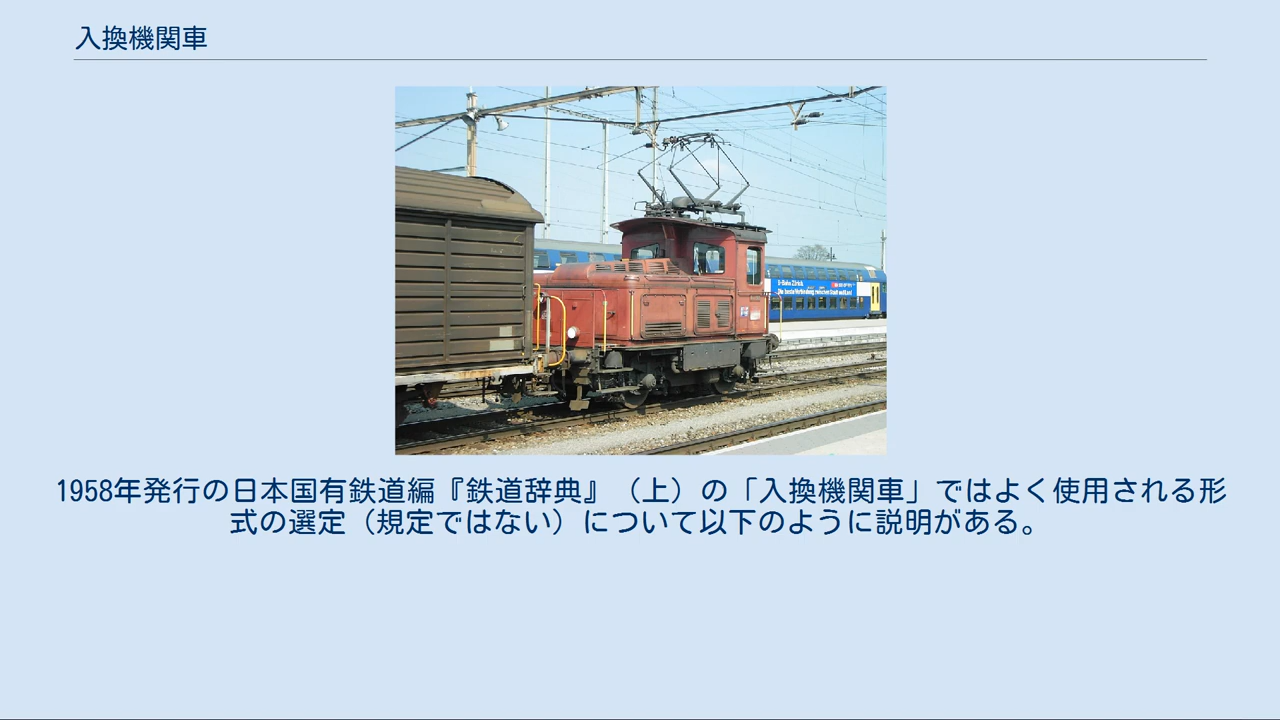 入換機関車
S-Bahn Zürich.
1958年発行の日本国有鉄道編『鉄道辞典』（上）の「入換機関車」ではよく使用される形
式の選定（規定ではない）について以下のように説明がある。